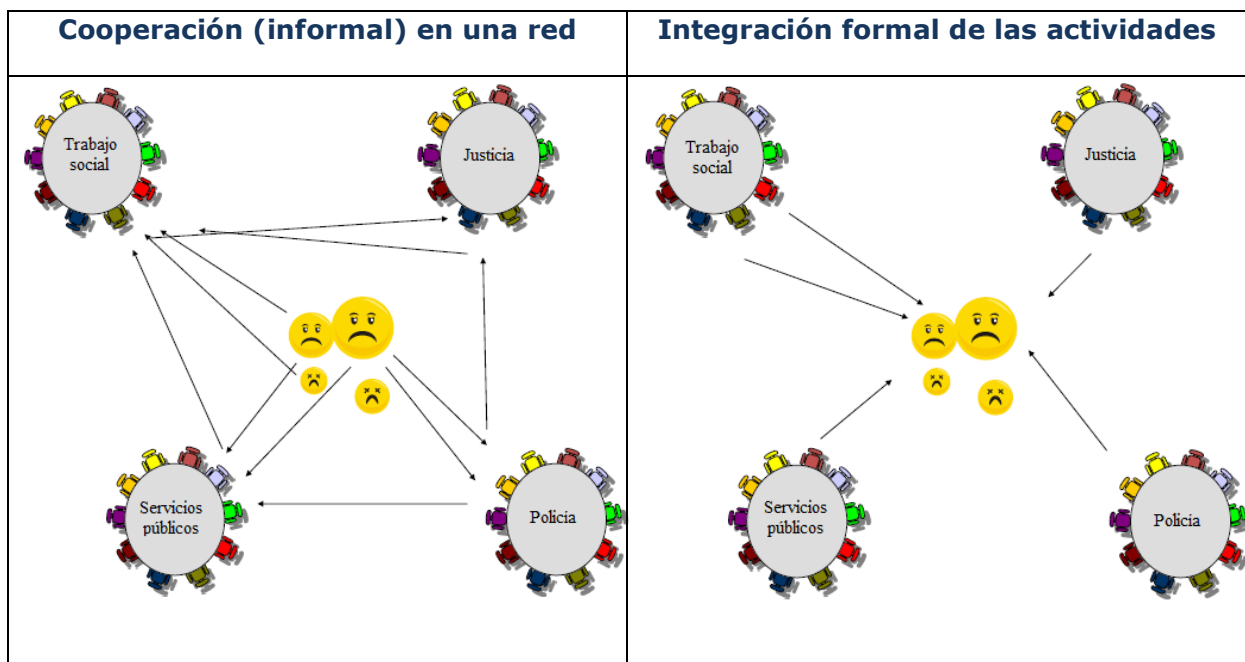 Cooperación (informal) en una red
Integración formal de las actividades
Trabajo
social
Justicia
Servicios
públicos
Policía
Trabajo
social
Justicia
Servicios
públicos
Policía